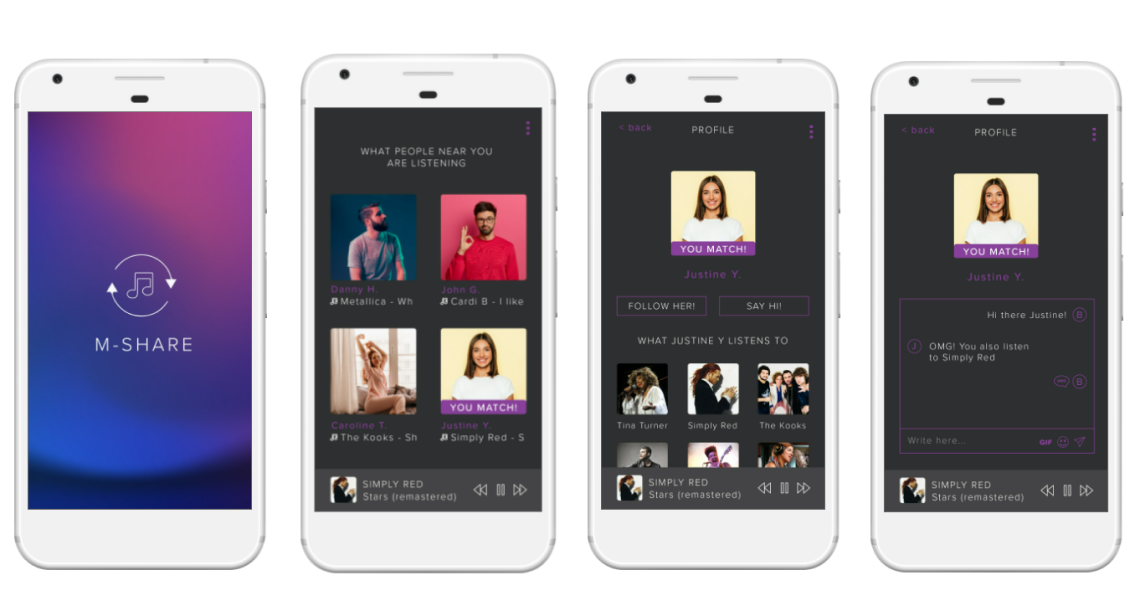 M-SHARE
WHAT PEOPLE NEAR YOU
ARE LISTENING
Danny H.
Metallica - Wh
John G.
Cardi B - I like
YOU MATCH!
Caroline T.
The Kooks - Sh
Justine Y.
Simply Red - S
SIMPLY RED
Stars (remastered)
< back
PROFILE
YOU MATCH!
Justine Y.
FOLLOW HER!
SAY HI!
WHAT JUSTINE Y LISTENS TO
Tina Turner
Simply Red
The Kooks
SIMPLY RED
Stars (remastered)
< back
PROFILE
YOU MATCH!
Justine Y.
Hi there Justine! B
J OMG! You also listen
to Simply Red
B
Write here... GIF
SIMPLY RED
Stars (remastered)